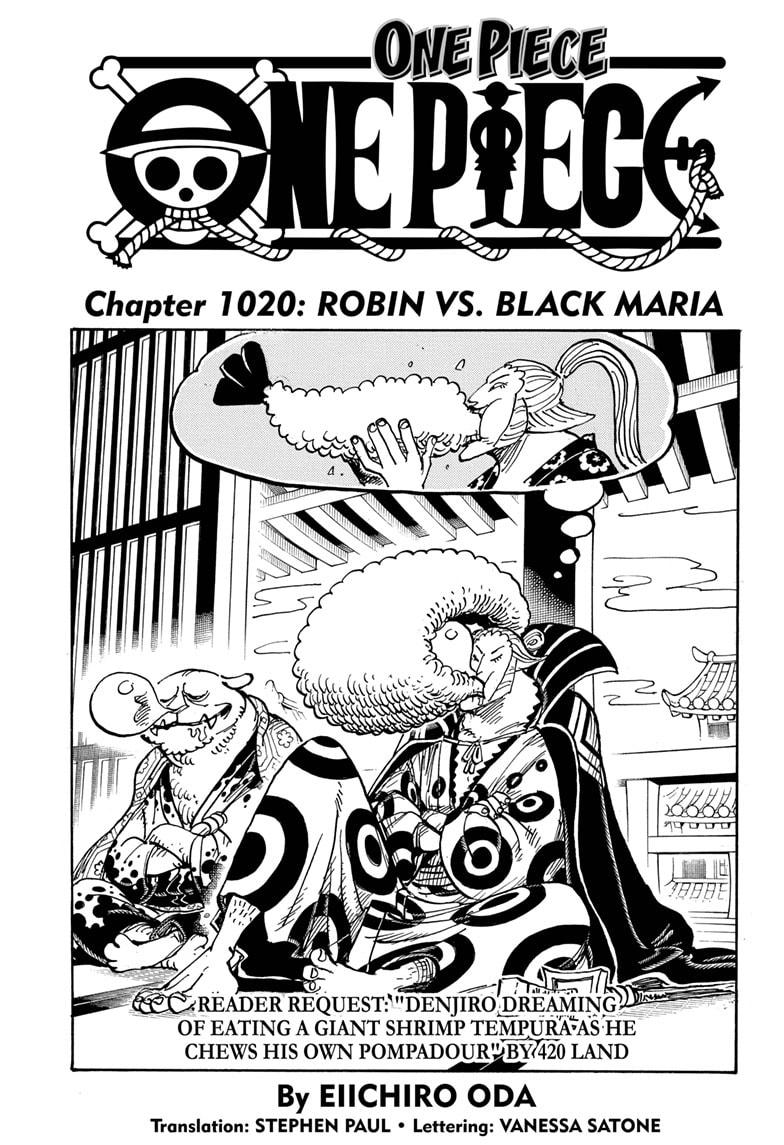 ONE PIECE
ONE PIECE
Chapter 1020: ROBIN VS. BLACK MARIA
READER REQUEST: "DENJIRO DREAMING
OF EATING A GIANT SHRIMP TEMPURA AS HE
CHEWS HIS OWN POMPADOUR" BY 420 LAND
By EIICHIRO ODA
Translation: STEPHEN PAUL • Lettering: VANESSA SATONE